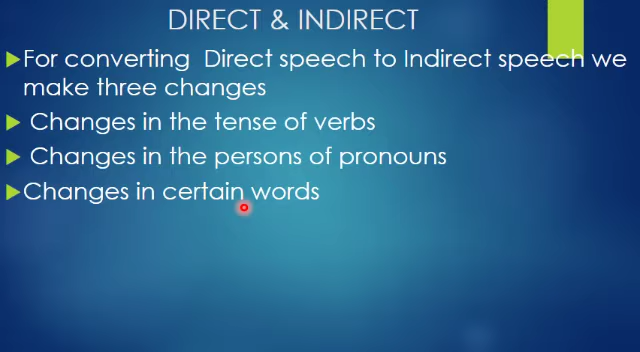 DIRECT & INDIRECT
For converting Direct speech to Indirect speech we
make three changes
Changes in the tense of verbs
Changes in the persons of pronouns
Changes in certain words